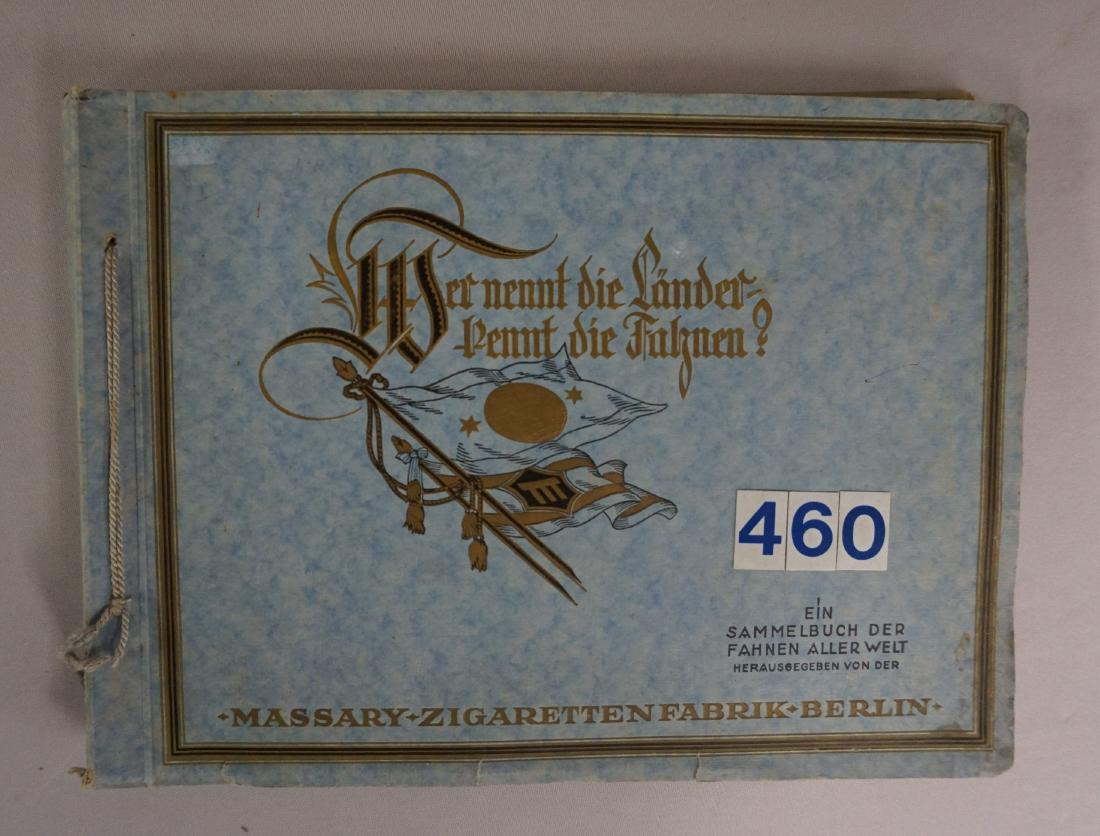 Wer nennt die Länder-
kennt die Fahnen?
460
EIN
SAMMELBUCH DER
FAHNEN ALLER WELT
HERAUSGEGEBEN VON DER
•MASSARY•ZIGARETTENFABRIK•BERLIN•